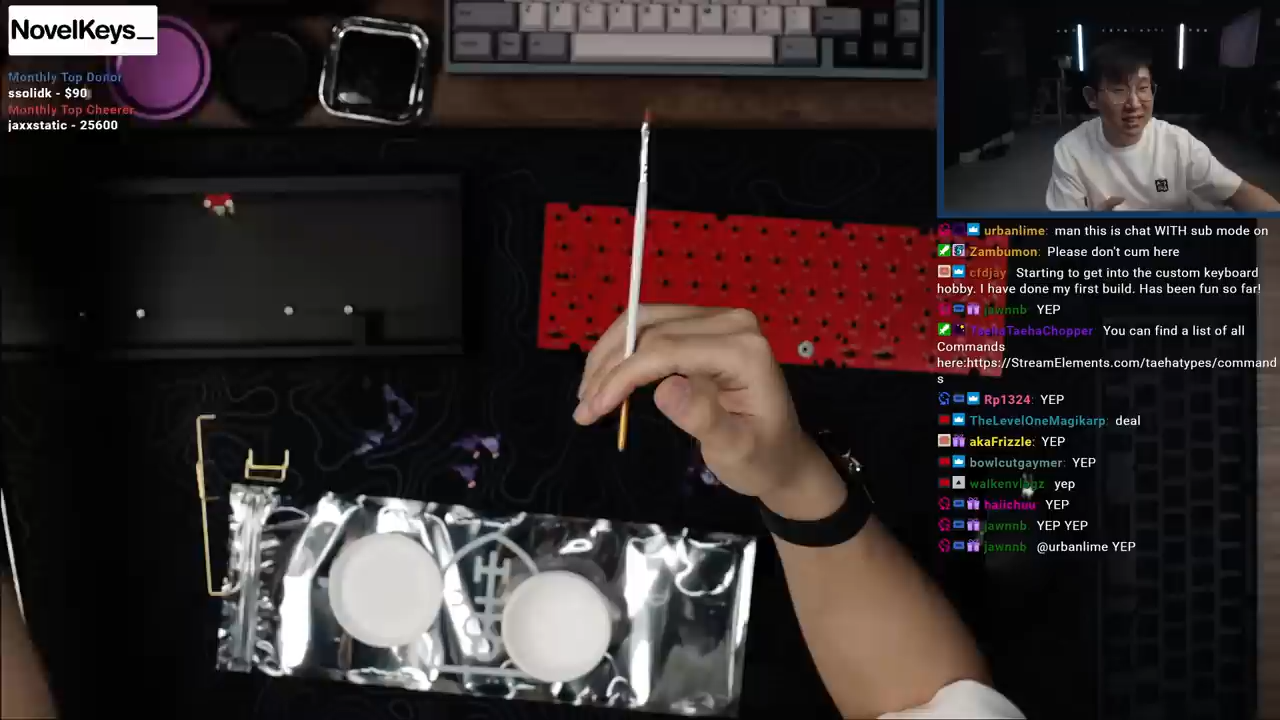 NovelKeys_
Monthly Top Donor
ssolidk - $90
Monthly Top Cheerer
jaxxstatic - 25600
urbanlime: man this is chat WITH sub mode on
Zambumon: Please don't cum here
cfdjay Starting to get into the custom keyboard
hobby. I have done my first build. Has been fun so far!
jawnnb YEP
TaehaTaehaChopper You can find a list of all
Commands
here:https://StreamElements.com/taehatypes/command
s
Rp1324: YEP
TheLevelOneMagikarp: deal
akaFrizzle: YEP
bowlcutgaymer: YEP
walkenvlogz yep
haiichuu YEP
jawnnb YEP YEP
jawnnb @urbanlime YEP